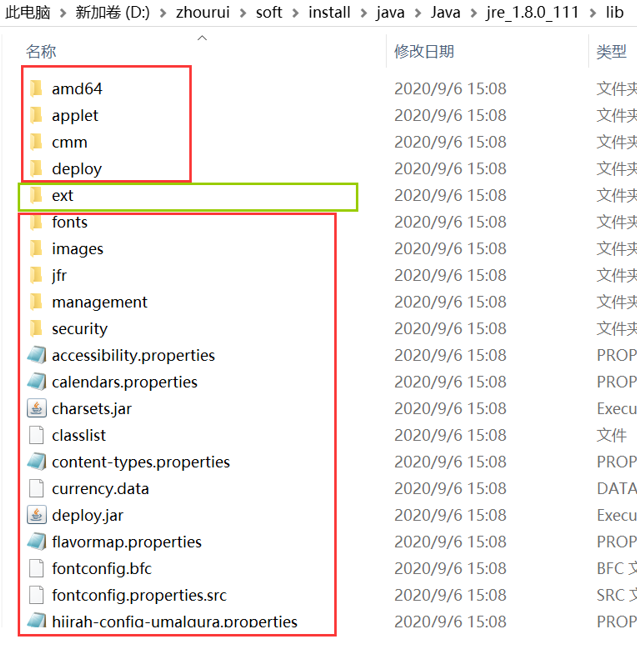 此电脑 > 新加卷 (D:) > zhourui > soft > install > java > Java > jre_1.8.0_111 > lib
名称 修改日期 类型
amd64 2020/9/6 15:08 文件夹
applet 2020/9/6 15:08 文件夹
cmm 2020/9/6 15:08 文件夹
deploy 2020/9/6 15:08 文件夹
ext 2020/9/6 15:08 文件夹
fonts 2020/9/6 15:08 文件夹
images 2020/9/6 15:08 文件夹
jfr 2020/9/6 15:08 文件夹
management 2020/9/6 15:08 文件夹
security 2020/9/6 15:08 文件夹
accessibility.properties 2020/9/6 15:08 PROP
calendars.properties 2020/9/6 15:08 PROP
charsets.jar 2020/9/6 15:08 Execu
classlist 2020/9/6 15:08 文件
content-types.properties 2020/9/6 15:08 PROP
currency.data 2020/9/6 15:08 DATA
deploy.jar 2020/9/6 15:08 Execu
flavormap.properties 2020/9/6 15:08 PROP
fontconfig.bfc 2020/9/6 15:08 BFC 文
fontconfig.properties.src 2020/9/6 15:08 SRC 文
hijrah-config-umalqura.properties 2020/9/6 15:08 PROP